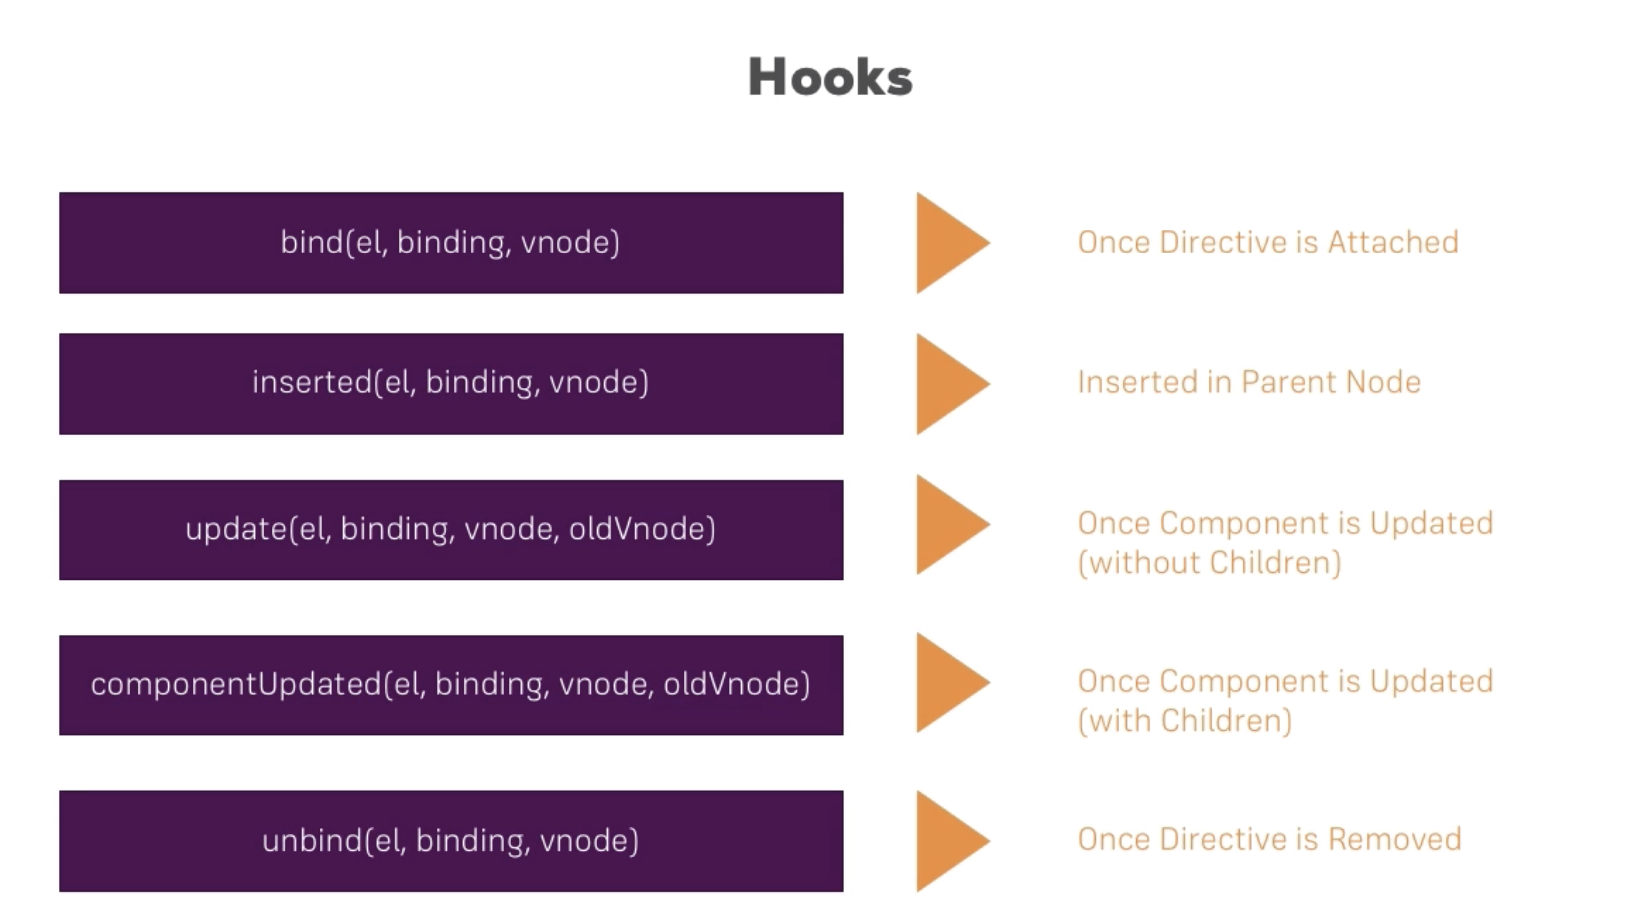 Hooks
bind(el, binding, vnode)
Once Directive is Attached
inserted(el, binding, vnode)
Inserted in Parent Node
update(el, binding, vnode, oldVnode)
Once Component is Updated
(without Children)
componentUpdated(el, binding, vnode, oldVnode)
Once Component is Updated
(with Children)
unbind(el, binding, vnode)
Once Directive is Removed